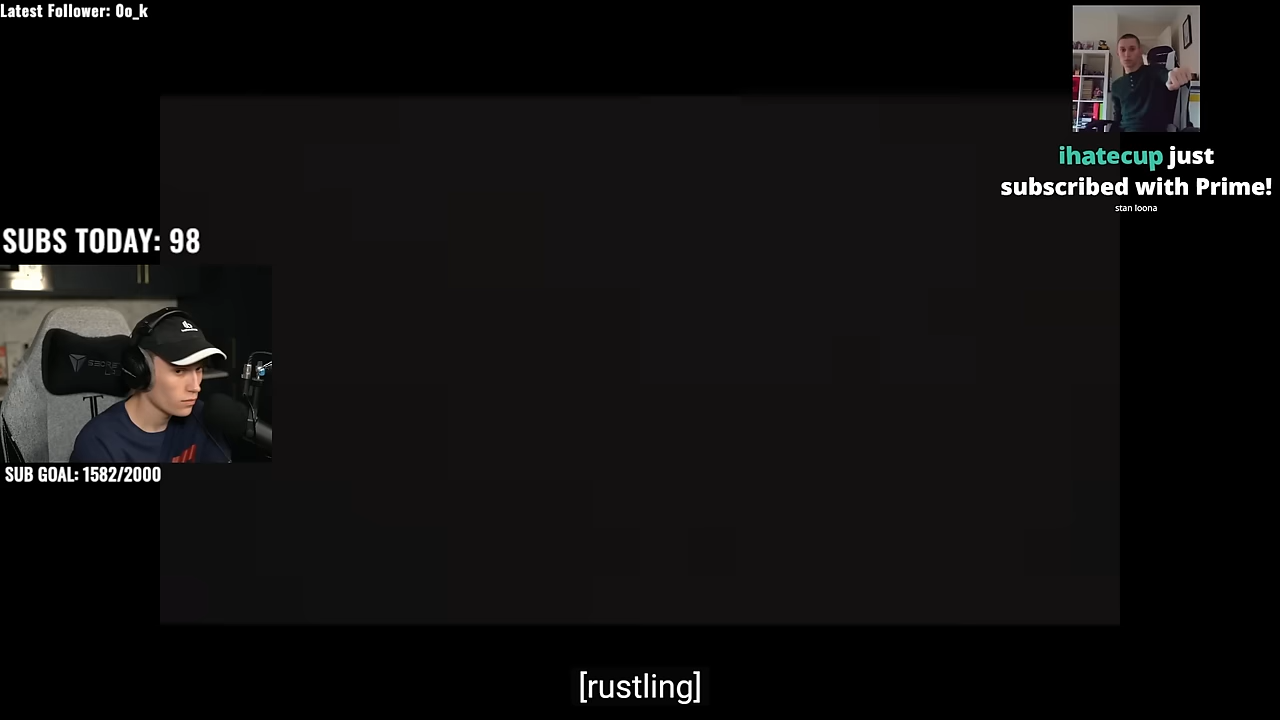 Latest Follower: Oo_k
ihatecup just
subscribed with Prime!
stan loona
SUBS TODAY: 98
SUB GOAL: 1582/2000
[rustling]